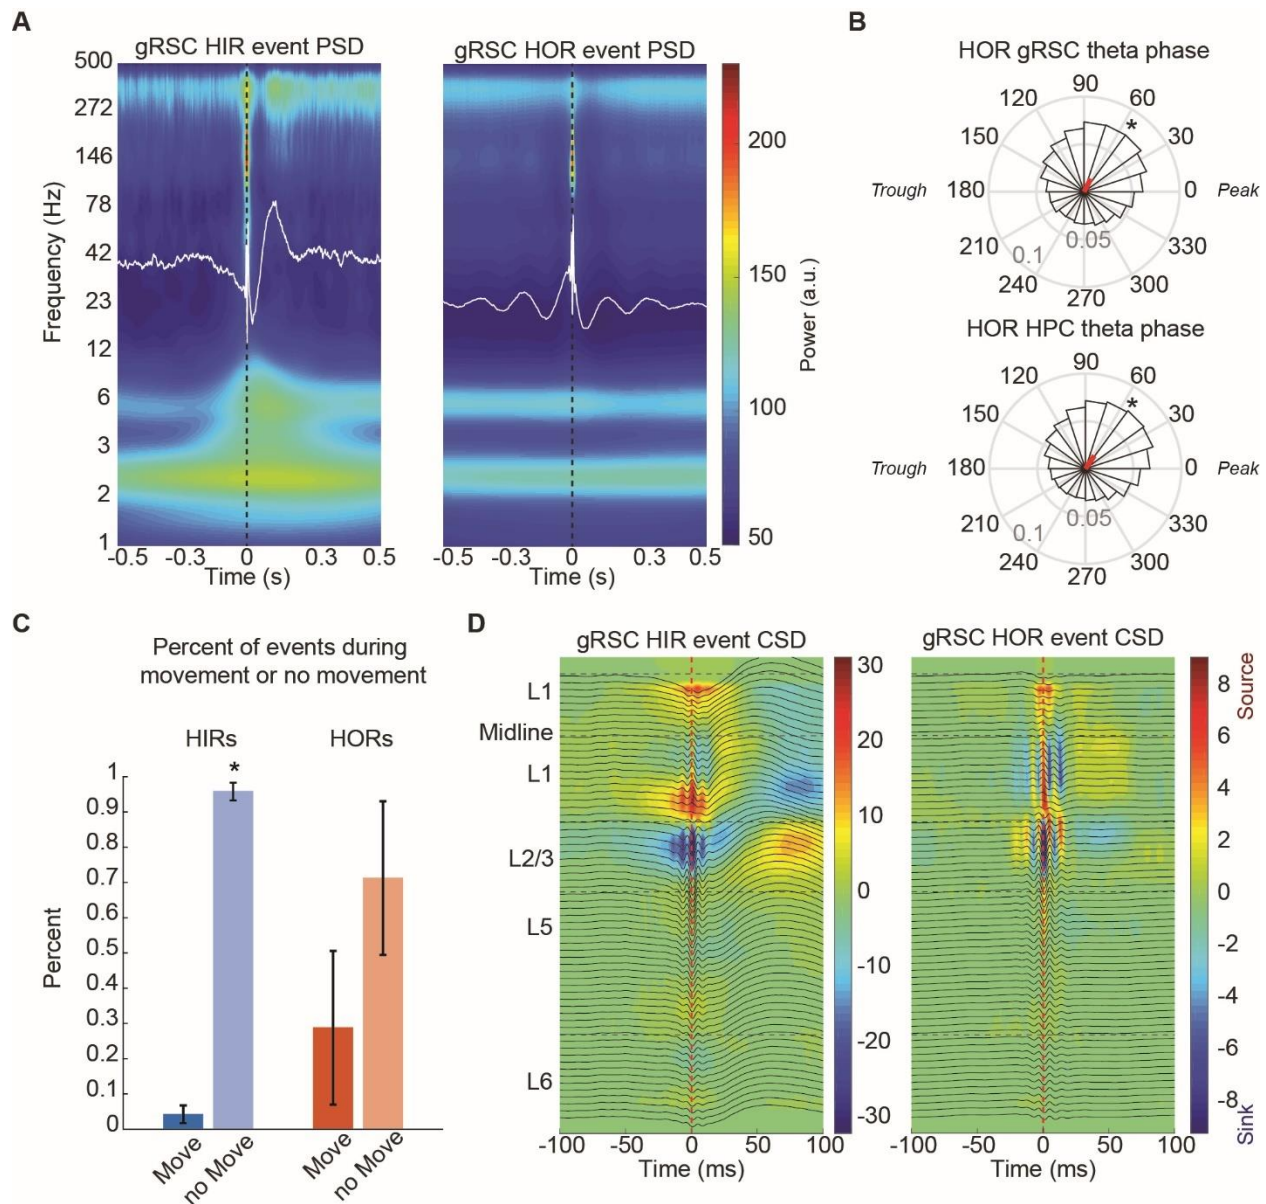 A
gRSC HIR event PSD
gRSC HOR event PSD
Frequency (Hz)
500
272
146
78
42
23
12
6
3
2
1
-0.5 -0.3 0 0.3 0.5
Time (s)
-0.5 -0.3 0 0.3 0.5
Time (s)
200
150
100
50
Power (a.u.)
B
HOR gRSC theta phase
90
120 60
*
150 30
Trough 180 0 Peak
210 0.1 0.05 330
240 300
270
HOR HPC theta phase
90
120 60
*
150 30
Trough 180 0 Peak
210 0.1 0.05 330
240 300
270
C
Percent of events during
movement or no movement
HIRs HORs
*
Percent
1
0.9
0.8
0.7
0.6
0.5
0.4
0.3
0.2
0.1
0
Move no Move Move no Move
D
gRSC HIR event CSD
gRSC HOR event CSD
L1
Midline
L1
L2/3
L5
L6
-100 -50 0 50 100
Time (ms)
30
20
10
0
-10
-20
-30
-100 -50 0 50 100
Time (ms)
8
6
4
2
0
-2
-4
-6
-8
Source
Sink